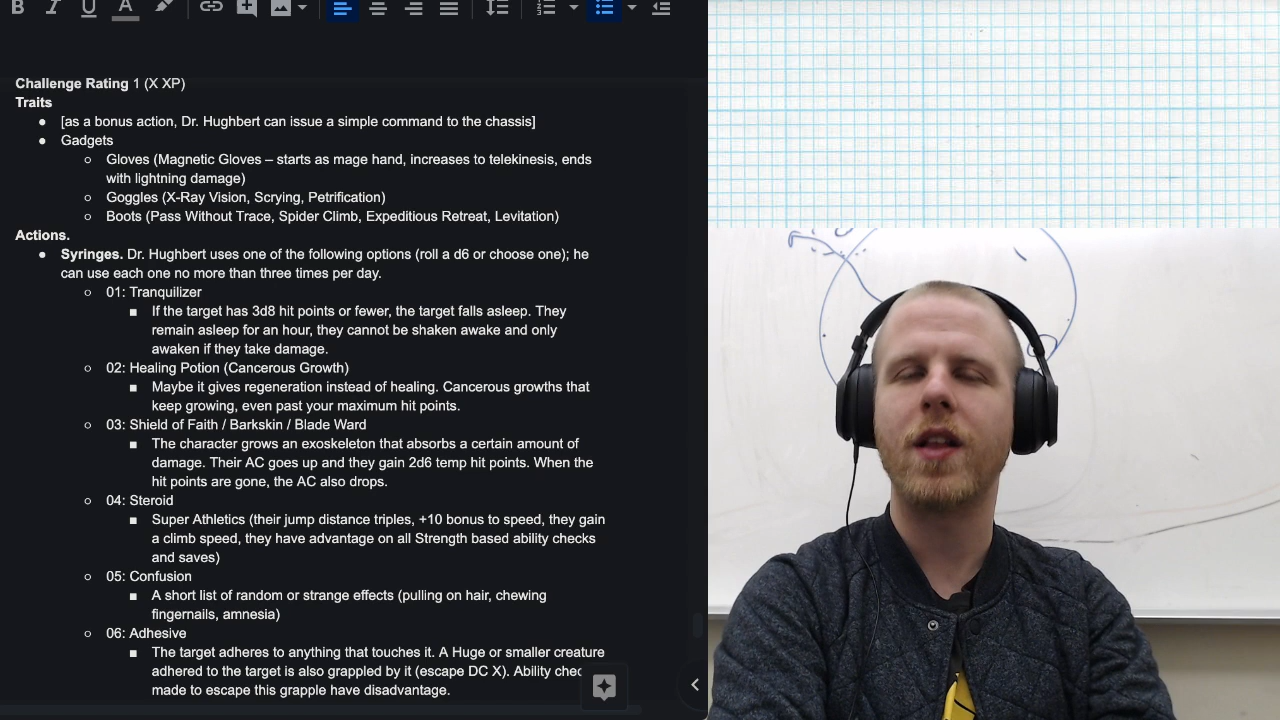 Challenge Rating 1 (X XP)
Traits
● [as a bonus action, Dr. Hughbert can issue a simple command to the chassis]
● Gadgets
○ Gloves (Magnetic Gloves – starts as mage hand, increases to telekinesis, ends
with lightning damage)
○ Goggles (X-Ray Vision, Scrying, Petrification)
○ Boots (Pass Without Trace, Spider Climb, Expeditious Retreat, Levitation)
Actions.
● Syringes. Dr. Hughbert uses one of the following options (roll a d6 or choose one); he
can use each one no more than three times per day.
○ 01: Tranquilizer
■ If the target has 3d8 hit points or fewer, the target falls asleep. They
remain asleep for an hour, they cannot be shaken awake and only
awaken if they take damage.
○ 02: Healing Potion (Cancerous Growth)
■ Maybe it gives regeneration instead of healing. Cancerous growths that
keep growing, even past your maximum hit points.
○ 03: Shield of Faith / Barkskin / Blade Ward
■ The character grows an exoskeleton that absorbs a certain amount of
damage. Their AC goes up and they gain 2d6 temp hit points. When the
hit points are gone, the AC also drops.
○ 04: Steroid
■ Super Athletics (their jump distance triples, +10 bonus to speed, they gain
a climb speed, they have advantage on all Strength based ability checks
and saves)
○ 05: Confusion
■ A short list of random or strange effects (pulling on hair, chewing
fingernails, amnesia)
○ 06: Adhesive
■ The target adheres to anything that touches it. A Huge or smaller creature
adhered to the target is also grappled by it (escape DC X). Ability chec
made to escape this grapple have disadvantage.